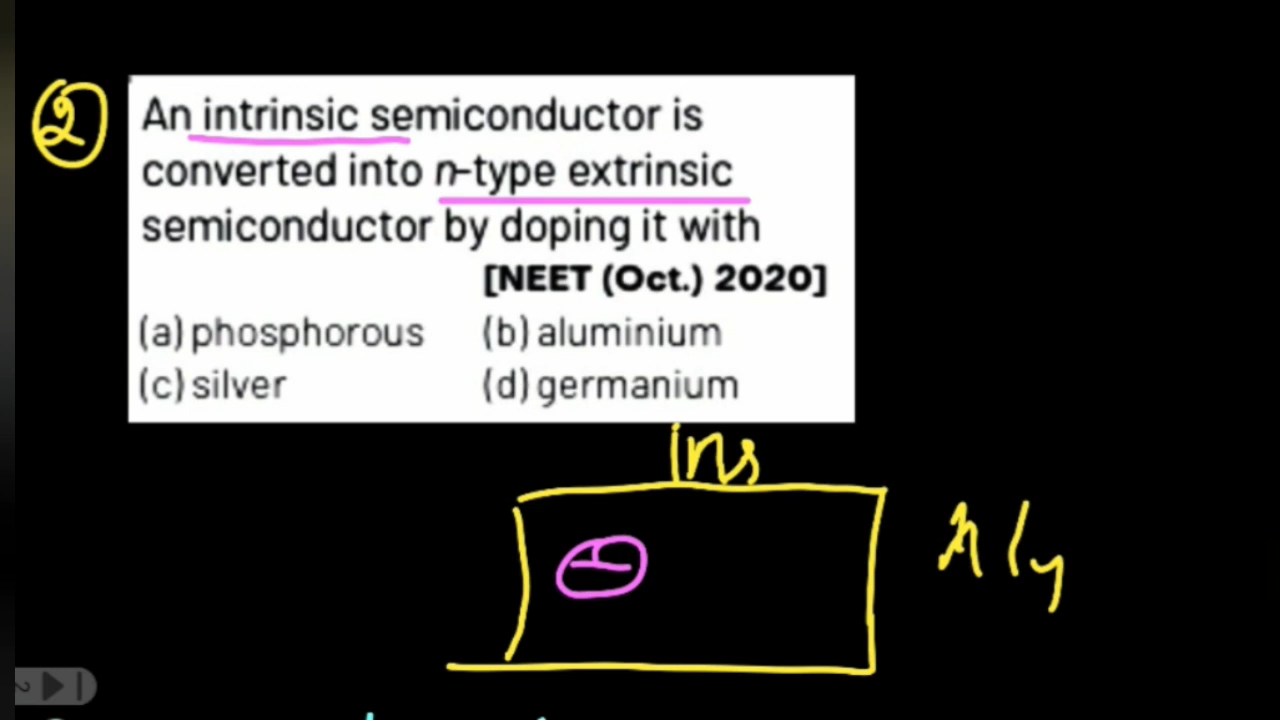 2
An intrinsic semiconductor is
converted into n-type extrinsic
semiconductor by doping it with
[NEET (Oct.) 2020]
(a) phosphorous (b) aluminium
(c) silver (d) germanium
ins